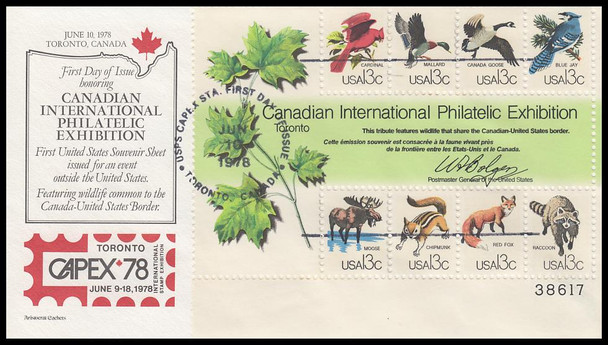 JUNE 10, 1978
TORONTO, CANADA
First Day of Issue
honoring
CANADIAN
INTERNATIONAL
PHILATELIC
EXHIBITION
First United States Souvenir Sheet
issued for an event
outside the United States.
Featuring wildlife common to the
Canada-United States Border.
TORONTO
CAPEX·78
JUNE 9-18, 1978
INTERNATIONAL
STAMP EXHIBITION
Aristocrat Cachets
USPS CAPEX STA. FIRST DAY OF ISSUE
JUN
10
1978
TORONTO, CANADA
CARDINAL
USA13c
MALLARD
USA13c
CANADA GOOSE
USA13c
BLUE JAY
USA13c
Canadian International Philatelic Exhibition
Toronto
This tribute features wildlife that share the Canadian-United States border.
Cette émission souvenir est consacrée à la faune vivant près
de la frontière entre les Etats-Unis et le Canada.
Postmaster General of the United States
MOOSE
USA13c
CHIPMUNK
USA13c
RED FOX
USA13c
RACCOON
USA13c
38617